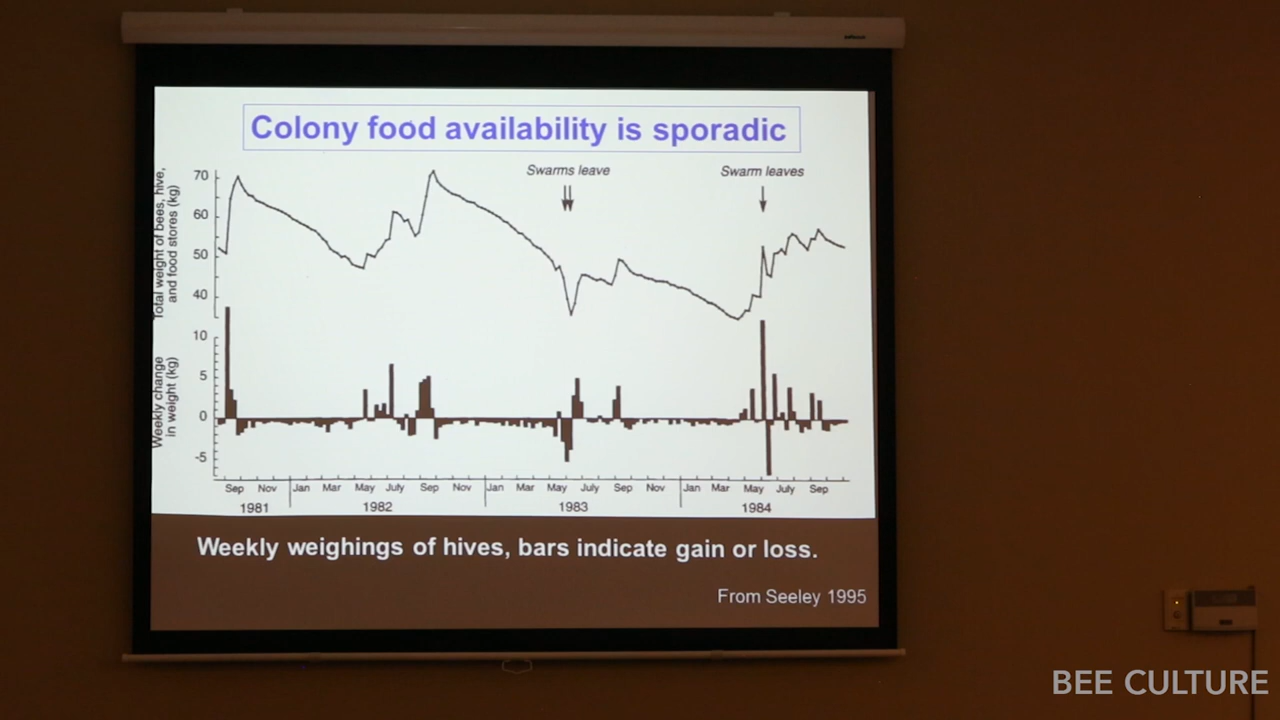 Colony food availability is sporadic
Swarms leave
Swarm leaves
Total weight of bees, hive,
and food stores (kg)
70
60
50
40
Weekly change
in weight (kg)
10
5
0
-5
Sep Nov Jan Mar May July Sep Nov Jan Mar May July Sep Nov Jan Mar May July Sep
1981 1982 1983 1984
Weekly weighings of hives, bars indicate gain or loss.
From Seeley 1995
BEE CULTURE